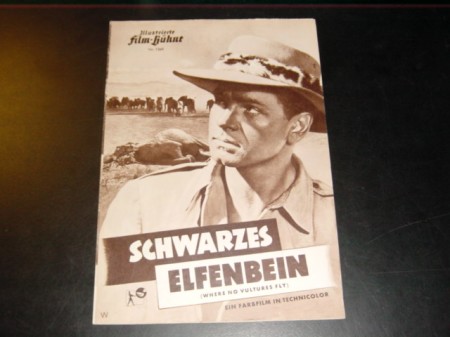 Illustrierte
Film-Bühne
SCHWARZES
ELFENBEIN
(WHERE NO VULTURES FLY)
EIN FARBFILM IN TECHNICOLOR
W